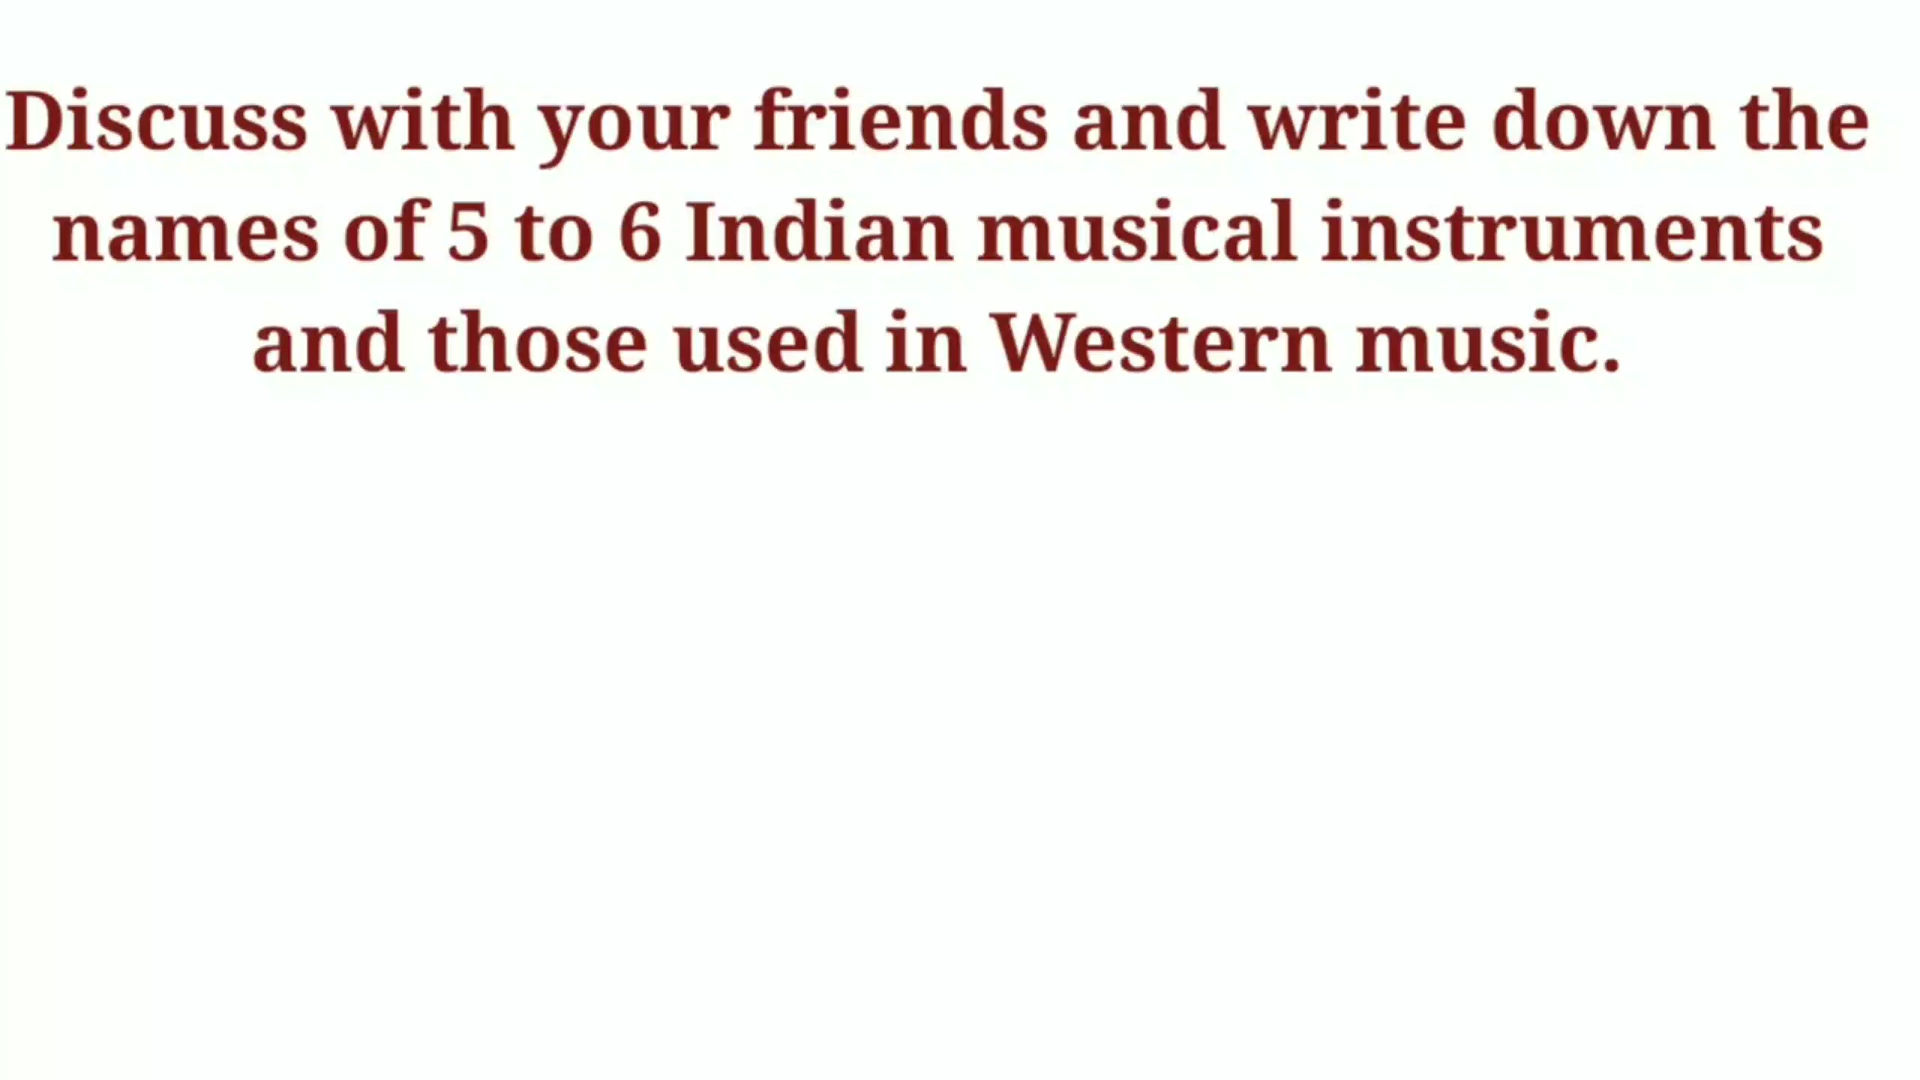 Discuss with your friends and write down the
names of 5 to 6 Indian musical instruments
and those used in Western music.